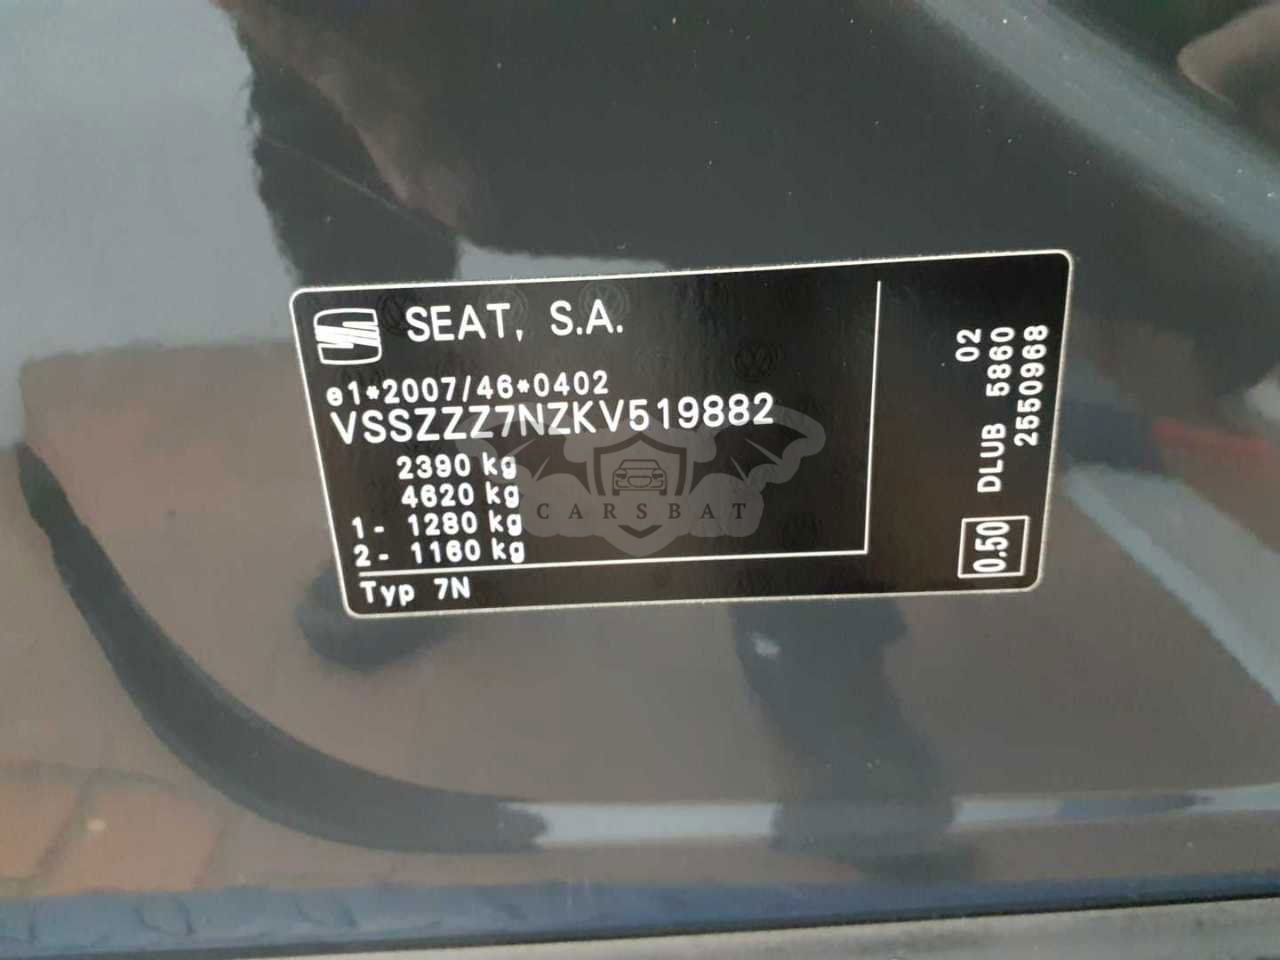 SEAT, S.A.
e1*2007/46*0402
VSSZZZ7NZKV519882
2390 kg
4620 kg
1- 1280 kg
2- 1160 kg
Typ 7N
02
DLUB 5860
2550968
0.50
CARSBAT